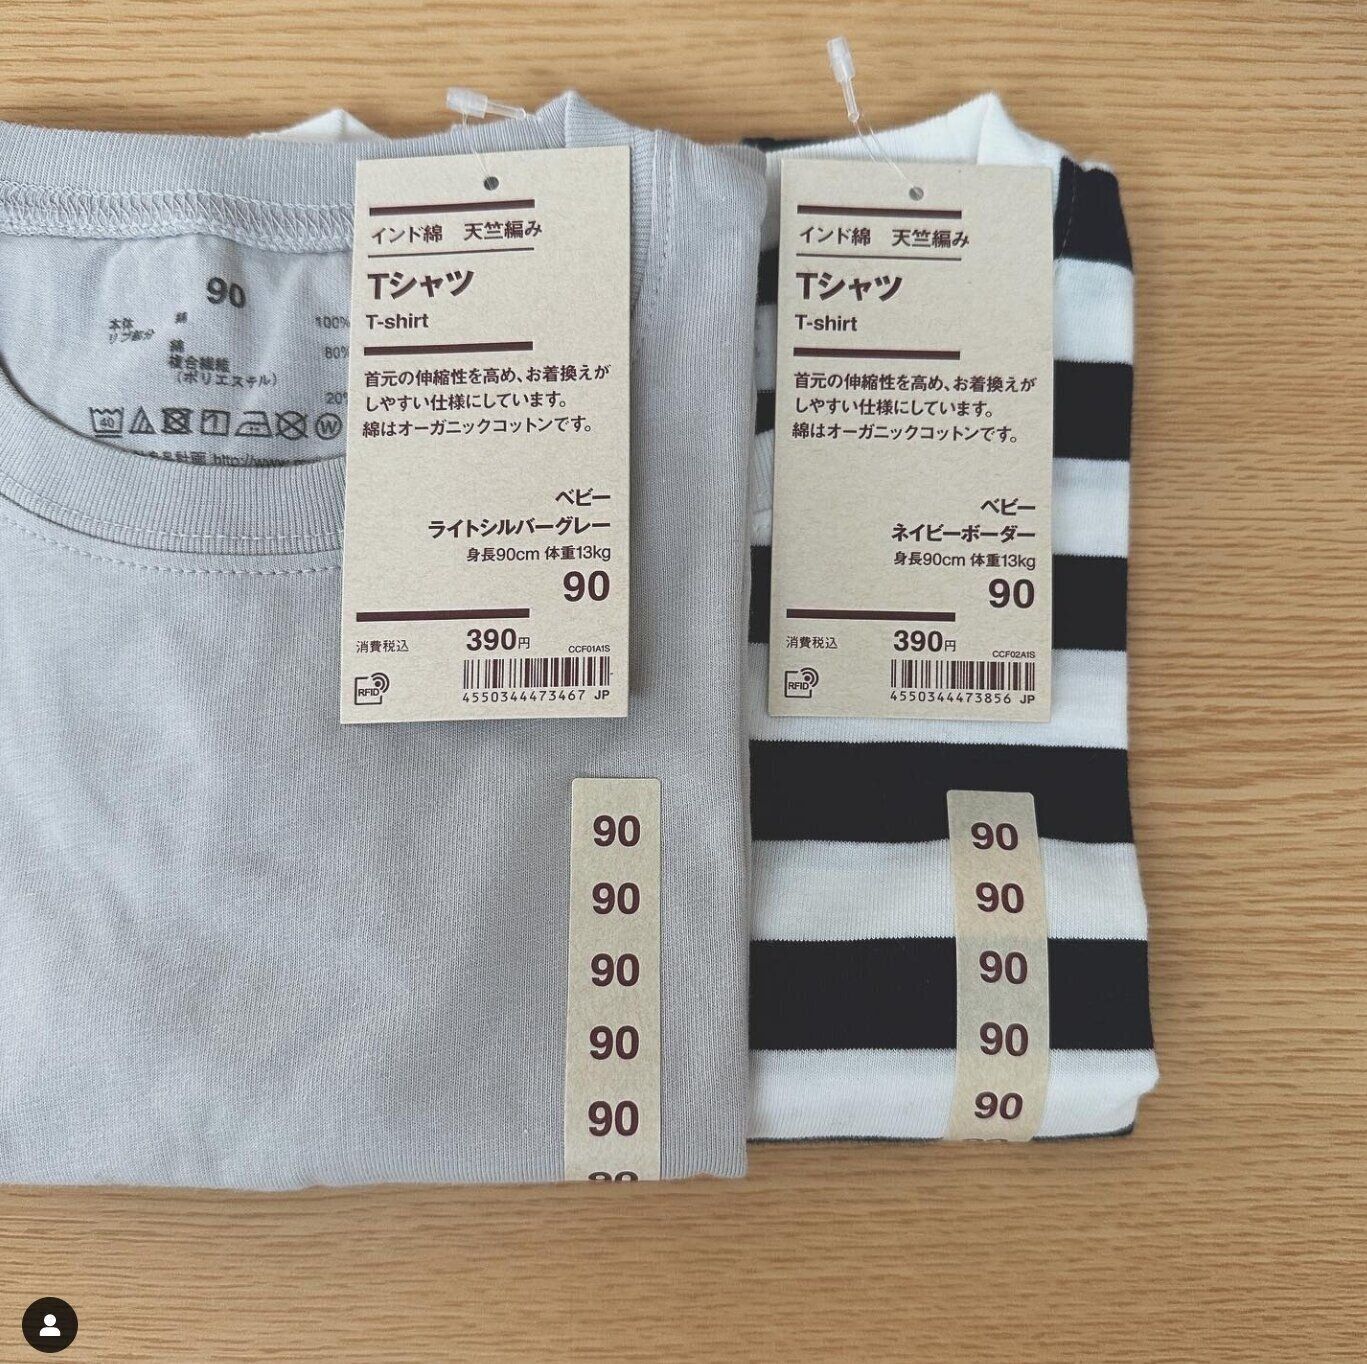 90
本体
リブ部分
綿
100%
綿
80%
複合繊維
(ポリエステル)
20%
40
W
計画 http://www.
インド綿 天竺編み
Tシャツ
T-shirt
首元の伸縮性を高め、お着換えが
しやすい仕様にしています。
綿はオーガニックコットンです。
ベビー
ライトシルバーグレー
身長90cm 体重13kg
90
消費税込
390円
CCF01A1S
RFID
4550344473467 JP
インド綿 天竺編み
Tシャツ
T-shirt
首元の伸縮性を高め、お着換えが
しやすい仕様にしています。
綿はオーガニックコットンです。
ベビー
ネイビーボーダー
身長90cm 体重13kg
90
消費税込
390円
CCF02A1S
RFID
4550344473856 JP
90
90
90
90
90
90
90
90
90
90
90